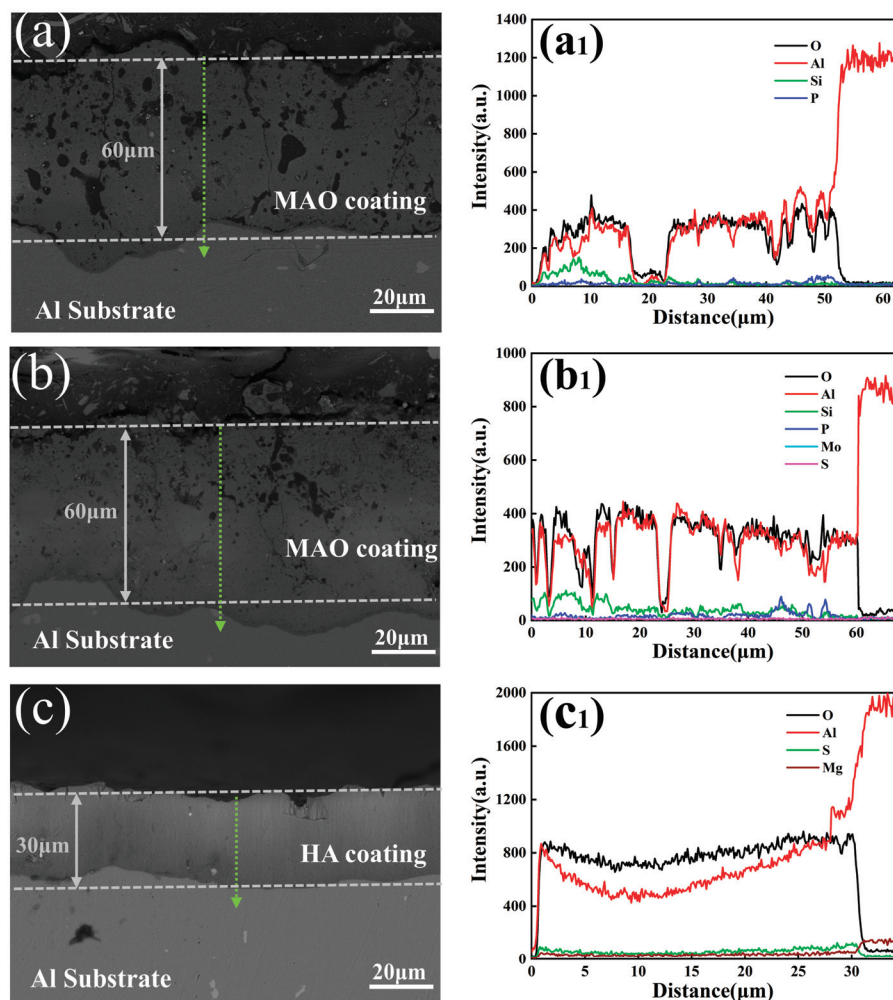 (a)
60μm
MAO coating
Al Substrate
20μm
(a1)
O
Al
Si
P
Intensity(a.u.)
1400
1200
1000
800
600
400
200
0
0 10 20 30 40 50 60
Distance(μm)
(b)
60μm
MAO coating
Al Substrate
20μm
(b1)
O
Al
Si
P
Mo
S
Intensity(a.u.)
1000
800
600
400
200
0
0 10 20 30 40 50 60
Distance(μm)
(c)
30μm
HA coating
Al Substrate
20μm
(c1)
O
Al
S
Mg
Intensity(a.u.)
2000
1600
1200
800
400
0
0 5 10 15 20 25 30
Distance(μm)